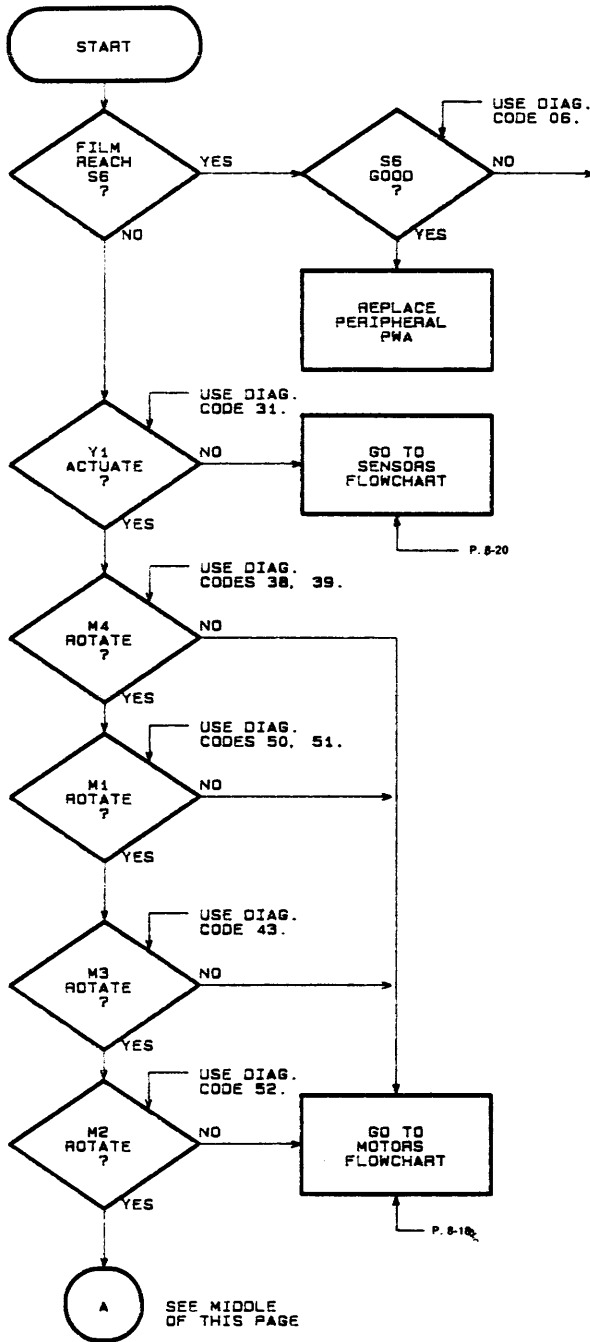 START
FILM
REACH
S6
?
YES
NO
USE DIAG.
CODE 06.
S6
GOOD
?
NO
YES
REPLACE
PERIPHERAL
PWA
USE DIAG.
CODE 31.
Y1
ACTUATE
?
NO
YES
GO TO
SENSORS
FLOWCHART
P. 8-20
USE DIAG.
CODES 38, 39.
M4
ROTATE
?
NO
YES
USE DIAG.
CODES 50, 51.
M1
ROTATE
?
NO
YES
USE DIAG.
CODE 43.
M3
ROTATE
?
NO
YES
USE DIAG.
CODE 52.
M2
ROTATE
?
NO
YES
GO TO
MOTORS
FLOWCHART
P. 8-18
A
SEE MIDDLE
OF THIS PAGE